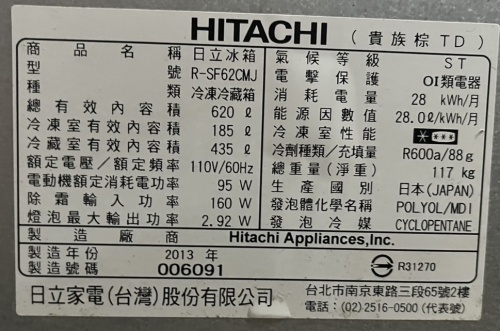 HITACHI (貴族棕 TD)
商品名稱 日立冰箱 氣候等級 ST
型號 R-SF62CMJ 電擊保護 OI類電器
種類 冷凍冷藏箱 消耗電量 28 kWh/月
總有效內容積 620 ℓ 能源因數值 28.0ℓ/kWh/月
冷凍室有效內容積 185 ℓ 冷凍室性能
冷藏室有效內容積 435 ℓ 冷劑種類/充填量 R600a/88g
額定電壓/額定頻率 110V/60Hz 總重量(淨重) 117 kg
電動機額定消耗電功率 95 W 生產國別 日本(JAPAN)
除霜輸入功率 160 W 發泡體化學名稱 POLYOL/MDI
燈泡最大輸出功率 2.92 W 發泡冷媒 CYCLOPENTANE
製造廠商 Hitachi Appliances,Inc.
製造年份 2013 年
製造號碼 006091 R31270
日立家電(台灣)股份有限公司 台北市南京東路三段65號2樓
電話:(02)2516-0500 (代表號)